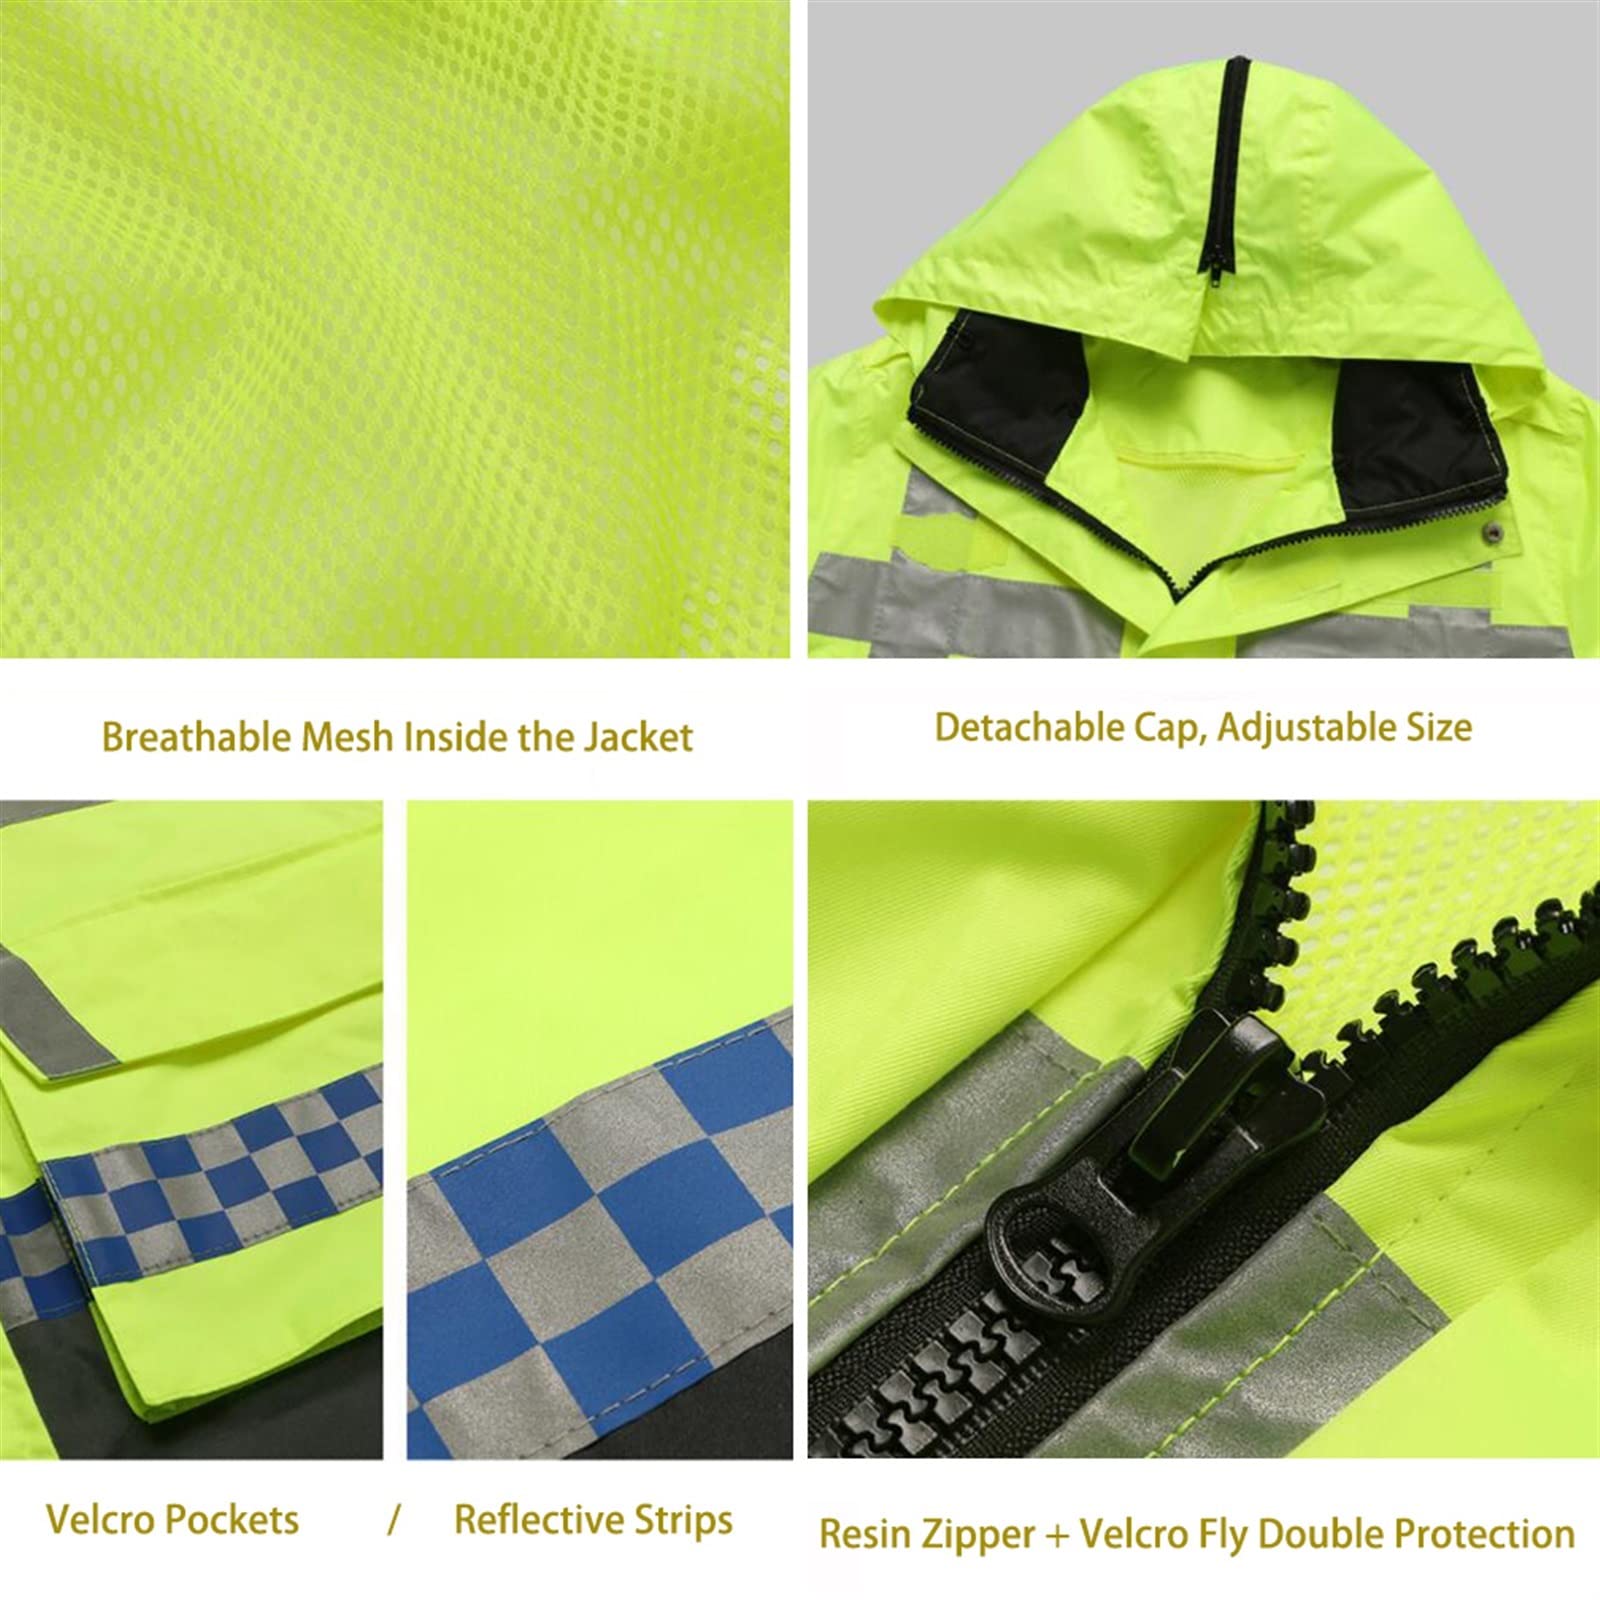 Breathable Mesh Inside the Jacket
Detachable Cap, Adjustable Size
Velcro Pockets / Reflective Strips
Resin Zipper + Velcro Fly Double Protection